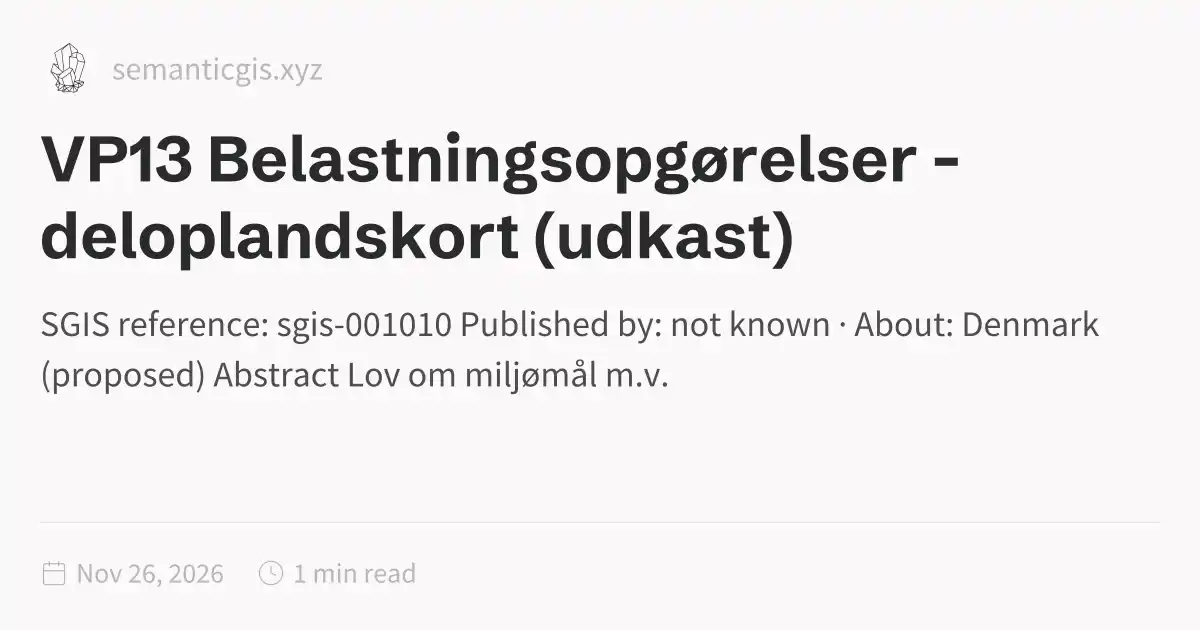 semanticgis.xyz
VP13 Belastningsopgørelser -
deloplandskort (udkast)
SGIS reference: sgis-001010 Published by: not known · About: Denmark
(proposed) Abstract Lov om miljømål m.v.
Nov 26, 2026 1 min read